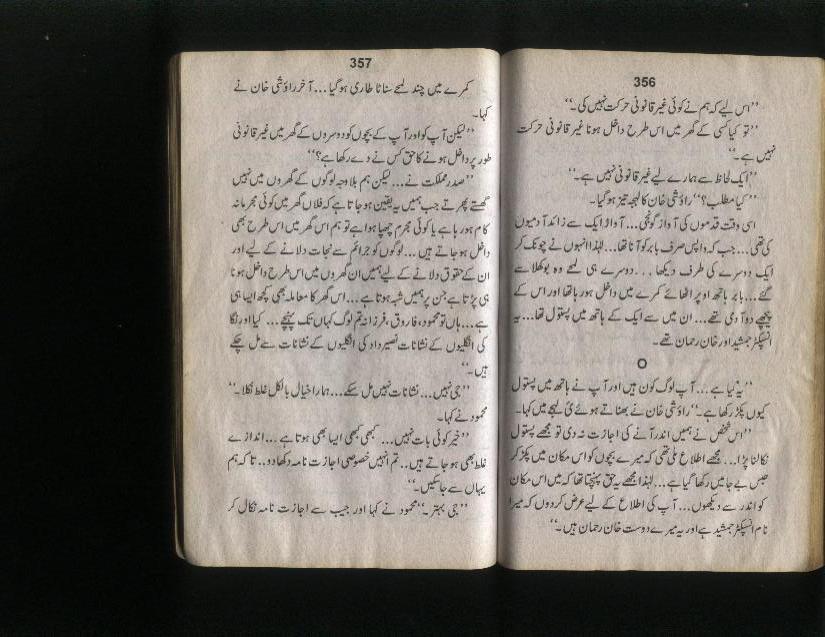 356
”اس لیے کہ ہم نے کوئی غیر قانونی حرکت نہیں کی۔“
”تو کیا کسی کے گھر میں اس طرح داخل ہونا غیر قانونی حرکت
نہیں ہے۔“
”ایک لحاظ سے ہمارے لیے غیر قانونی نہیں ہے۔“
”کیا مطلب؟“ راؤشی خان کا لہجہ تیز ہو گیا۔
اسی وقت قدموں کی آواز گونجی... آواز ایک سے زائد آدمیوں
کی تھی... جب کہ واپس صرف بابر کو آنا تھا... لہذا انہوں نے چونک کر
ایک دوسرے کی طرف دیکھا... دوسرے ہی لمحے وہ بوکھلا سے
گئے... بابر ہاتھ اوپر اٹھائے کمرے میں داخل ہو رہا تھا اور اس کے
پیچھے دو آدمی تھے... ان میں سے ایک کے ہاتھ میں پستول تھا... یہ
انسپکٹر جمشید اور خان رحمان تھے۔
O
”یہ کیا ہے... آپ لوگ کون ہیں اور آپ نے ہاتھ میں پستول
کیوں پکڑ رکھا ہے۔“ راؤشی خان نے بھناتے ہوئے لہجے میں کہا۔
”اس شخص نے ہمیں اندر آنے کی اجازت نہ دی تو مجھے پستول
نکالنا پڑا... مجھے اطلاع ملی تھی کہ میرے بچوں کو اس مکان میں پکڑ کر
حبس بے جا میں رکھا گیا ہے... لہذا مجھے یہ حق پہنچتا تھا کہ میں اس مکان
کو اندر سے دیکھوں... آپ کی اطلاع کے لیے عرض کر دوں کہ میرا
نام انسپکٹر جمشید ہے اور یہ میرے دوست خان رحمان ہیں۔“
357
کمرے میں چند لمحے سناٹا طاری ہو گیا... آخر راؤشی خان نے
کہا۔
”لیکن آپ کو اور آپ کے بچوں کو دوسروں کے گھر میں غیر قانونی
طور پر داخل ہونے کا حق کس نے دے رکھا ہے؟“
”صدر مملکت نے... لیکن ہم بلاوجہ لوگوں کے گھروں میں نہیں
گھستے پھرتے جب ہمیں یہ یقین ہو جاتا ہے کہ فلاں گھر میں کوئی مجرمانہ
کام ہو رہا ہے یا کوئی مجرم چھپا ہوا ہے تو ہم اس گھر میں اس طرح بھی
داخل ہو جاتے ہیں... لوگوں کو جرائم سے نجات دلانے کے لیے اور
ان کے حقوق دلانے کے لیے ہمیں ان گھروں میں اس طرح داخل ہونا
ہی پڑتا ہے جن پر ہمیں شبہ ہوتا ہے... اس گھر کا معاملہ بھی کچھ ایسا ہی
ہے... ہاں تو محمود، فاروق، فرزانہ تم لوگ کہاں تک پہنچے... کیا اورنگا
کی انگلیوں کے نشانات نصیر داد کی انگلیوں کے نشانات سے مل چکے
ہیں۔“
”جی نہیں... نشانات نہیں مل سکے... ہمارا خیال بالکل غلط نکلا۔“
محمود نے کہا۔
”خیر کوئی بات نہیں... کبھی کبھی ایسا بھی ہوتا ہے... اندازے
غلط بھی ہو جاتے ہیں.. تم انہیں خصوصی اجازت نامہ دکھا دو.. تا کہ ہم
یہاں سے جا سکیں۔“
”جی بہتر۔“ محمود نے کہا اور جیب سے اجازت نامہ نکال کر